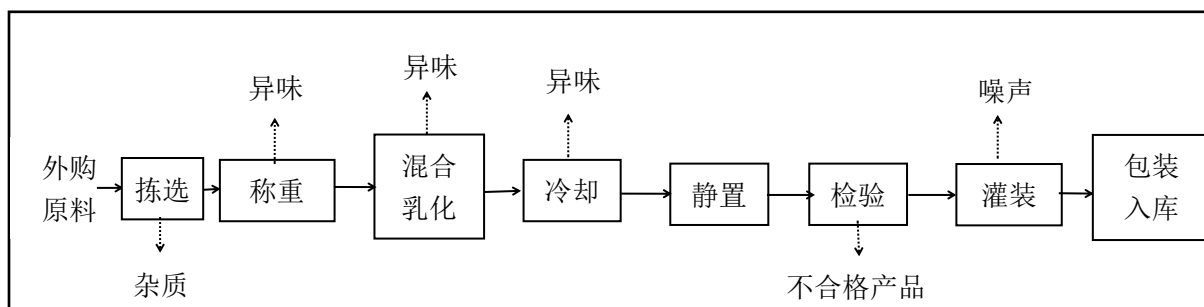 异味
异味
异味
噪声
外购
原料
拣选
称重
混合
乳化
冷却
静置
检验
灌装
包装
入库
杂质
不合格产品